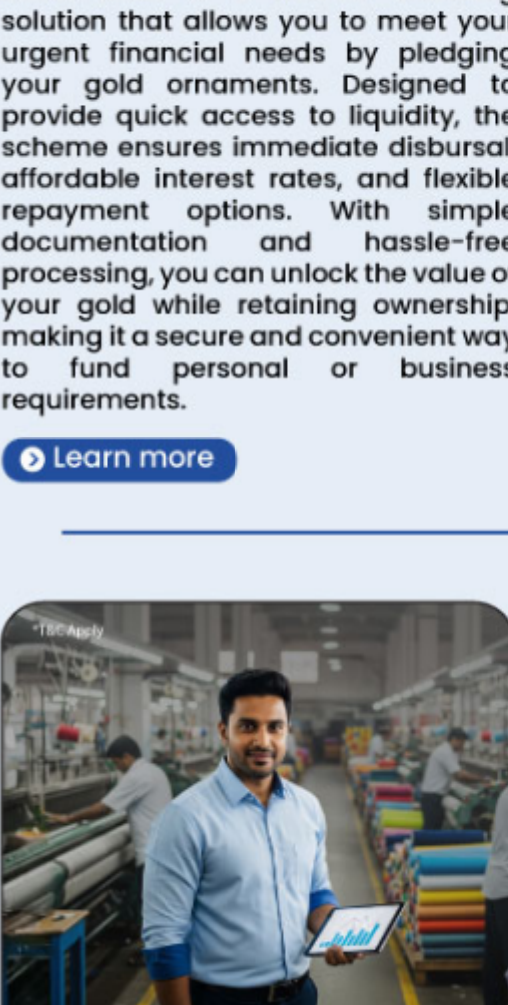 solution that allows you to meet your
urgent financial needs by pledging
your gold ornaments. Designed to
provide quick access to liquidity, the
scheme ensures immediate disbursal
affordable interest rates, and flexible
repayment options. With simple
documentation and hassle-free
processing, you can unlock the value of
your gold while retaining ownership
making it a secure and convenient way
to fund personal or business
requirements.
Learn more
*T&C Apply